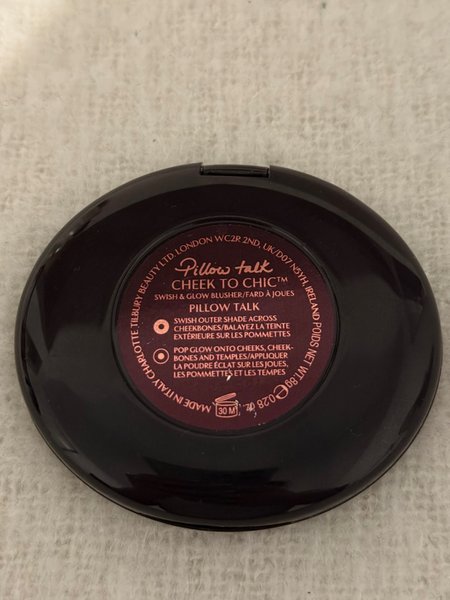 Pillow talk
CHEEK TO CHIC™
SWISH & GLOW BLUSHER/FARD À JOUES
PILLOW TALK
SWISH OUTER SHADE ACROSS
CHEEKBONES/BALAYEZ LA TEINTE
EXTÉRIEURE SUR LES POMMETTES
POP GLOW ONTO CHEEKS, CHEEK-
BONES AND TEMPLES/APPLIQUER
LA POUDRE ÉCLAT SUR LES JOUES,
LES POMMETTES ET LES TEMPES
30 M
MADE IN ITALY CHARLOTTE TILBURY BEAUTY LTD. LONDON WC2R 2ND, UK/D07 N5YH, IRELAND POIDS/NET WT. 8g ℮ 0.28